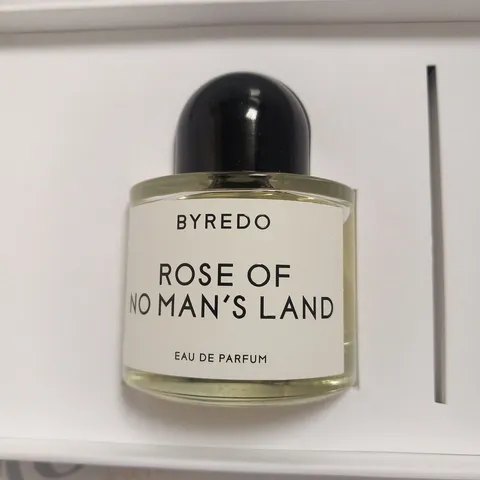 BYREDO
ROSE OF
NO MAN'S LAND
EAU DE PARFUM